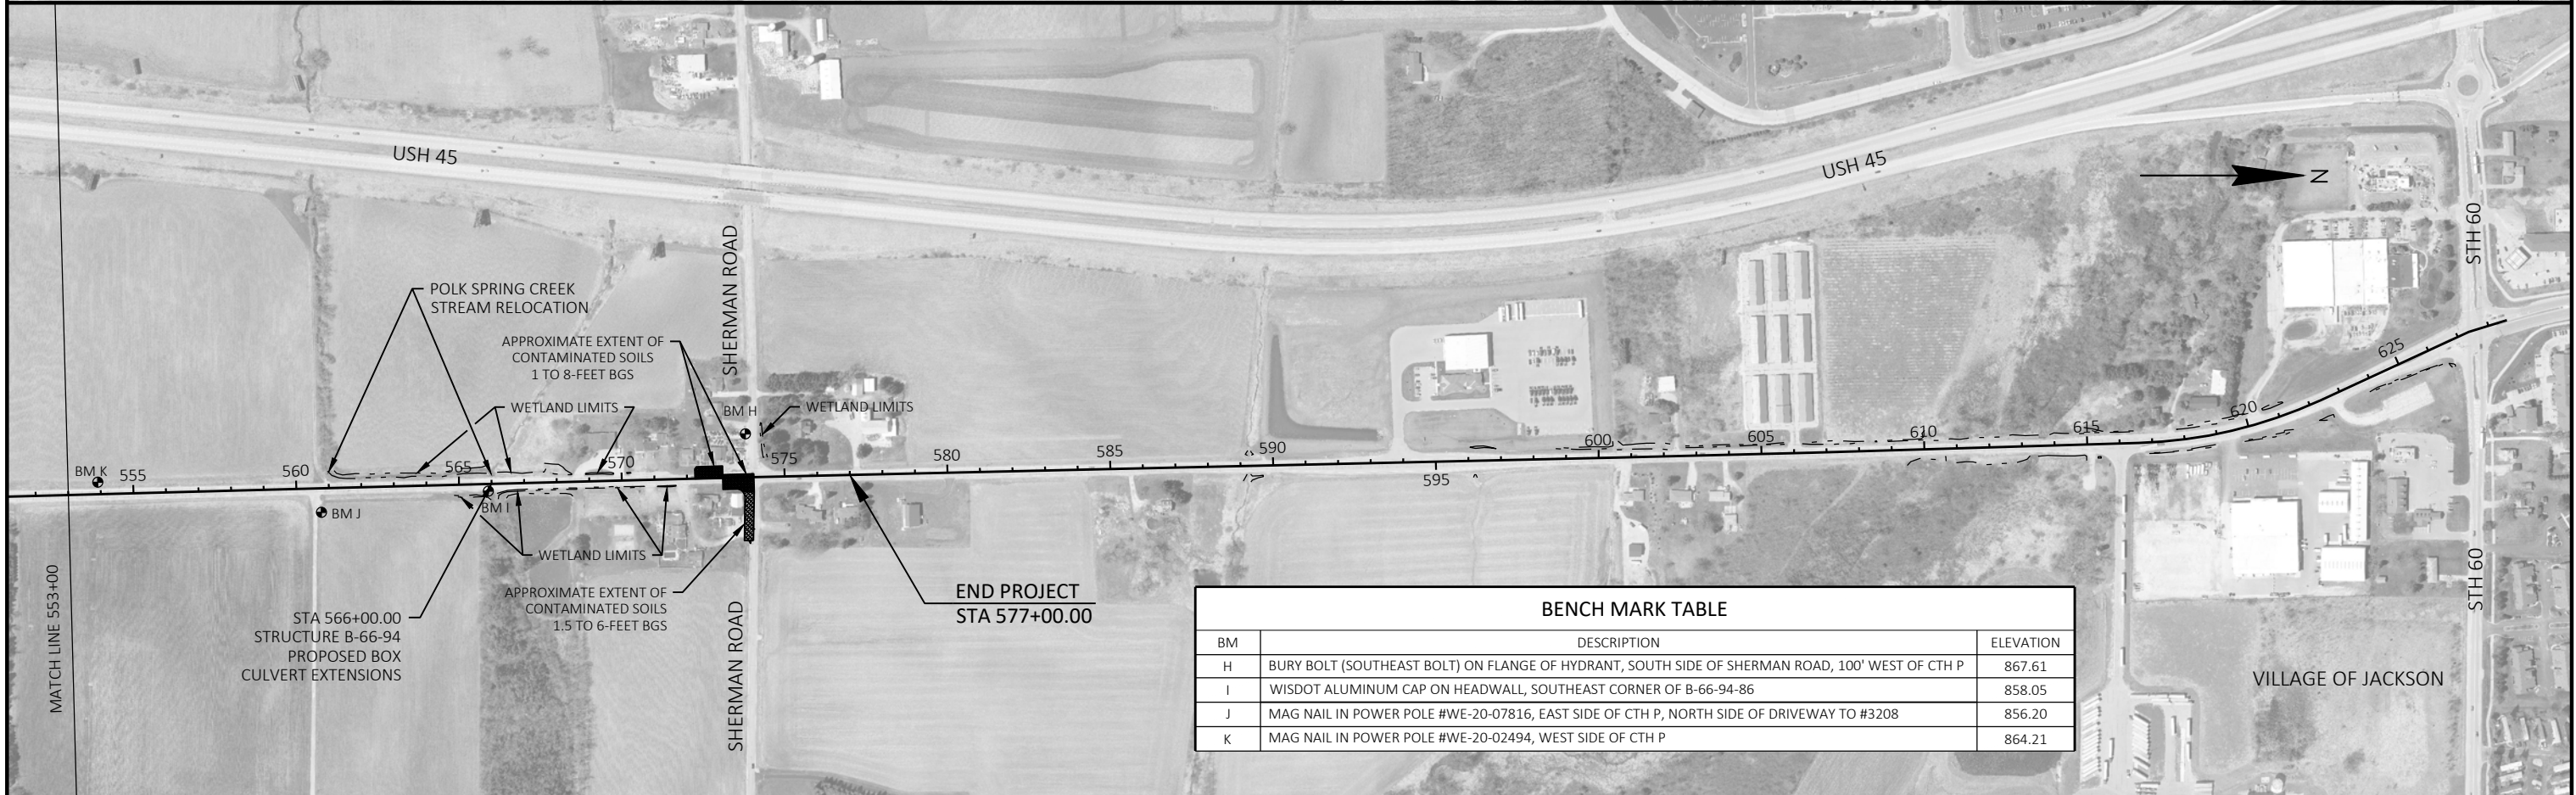 USH 45
USH 45
N
STH 60
SHERMAN ROAD
POLK SPRING CREEK
STREAM RELOCATION
APPROXIMATE EXTENT OF
CONTAMINATED SOILS
1 TO 8-FEET BGS
WETLAND LIMITS
BM H
WETLAND LIMITS
BM K
555
560
565
570
575
580
585
590
595
600
605
610
615
620
625
BM J
BM I
WETLAND LIMITS
MATCH LINE 553+00
STA 566+00.00
STRUCTURE B-66-94
PROPOSED BOX
CULVERT EXTENSIONS
APPROXIMATE EXTENT OF
CONTAMINATED SOILS
1.5 TO 6-FEET BGS
SHERMAN ROAD
END PROJECT
STA 577+00.00
STH 60
VILLAGE OF JACKSON
BENCH MARK TABLE
BM DESCRIPTION ELEVATION
H BURY BOLT (SOUTHEAST BOLT) ON FLANGE OF HYDRANT, SOUTH SIDE OF SHERMAN ROAD, 100' WEST OF CTH P 867.61
I WISDOT ALUMINUM CAP ON HEADWALL, SOUTHEAST CORNER OF B-66-94-86 858.05
J MAG NAIL IN POWER POLE #WE-20-07816, EAST SIDE OF CTH P, NORTH SIDE OF DRIVEWAY TO #3208 856.20
K MAG NAIL IN POWER POLE #WE-20-02494, WEST SIDE OF CTH P 864.21